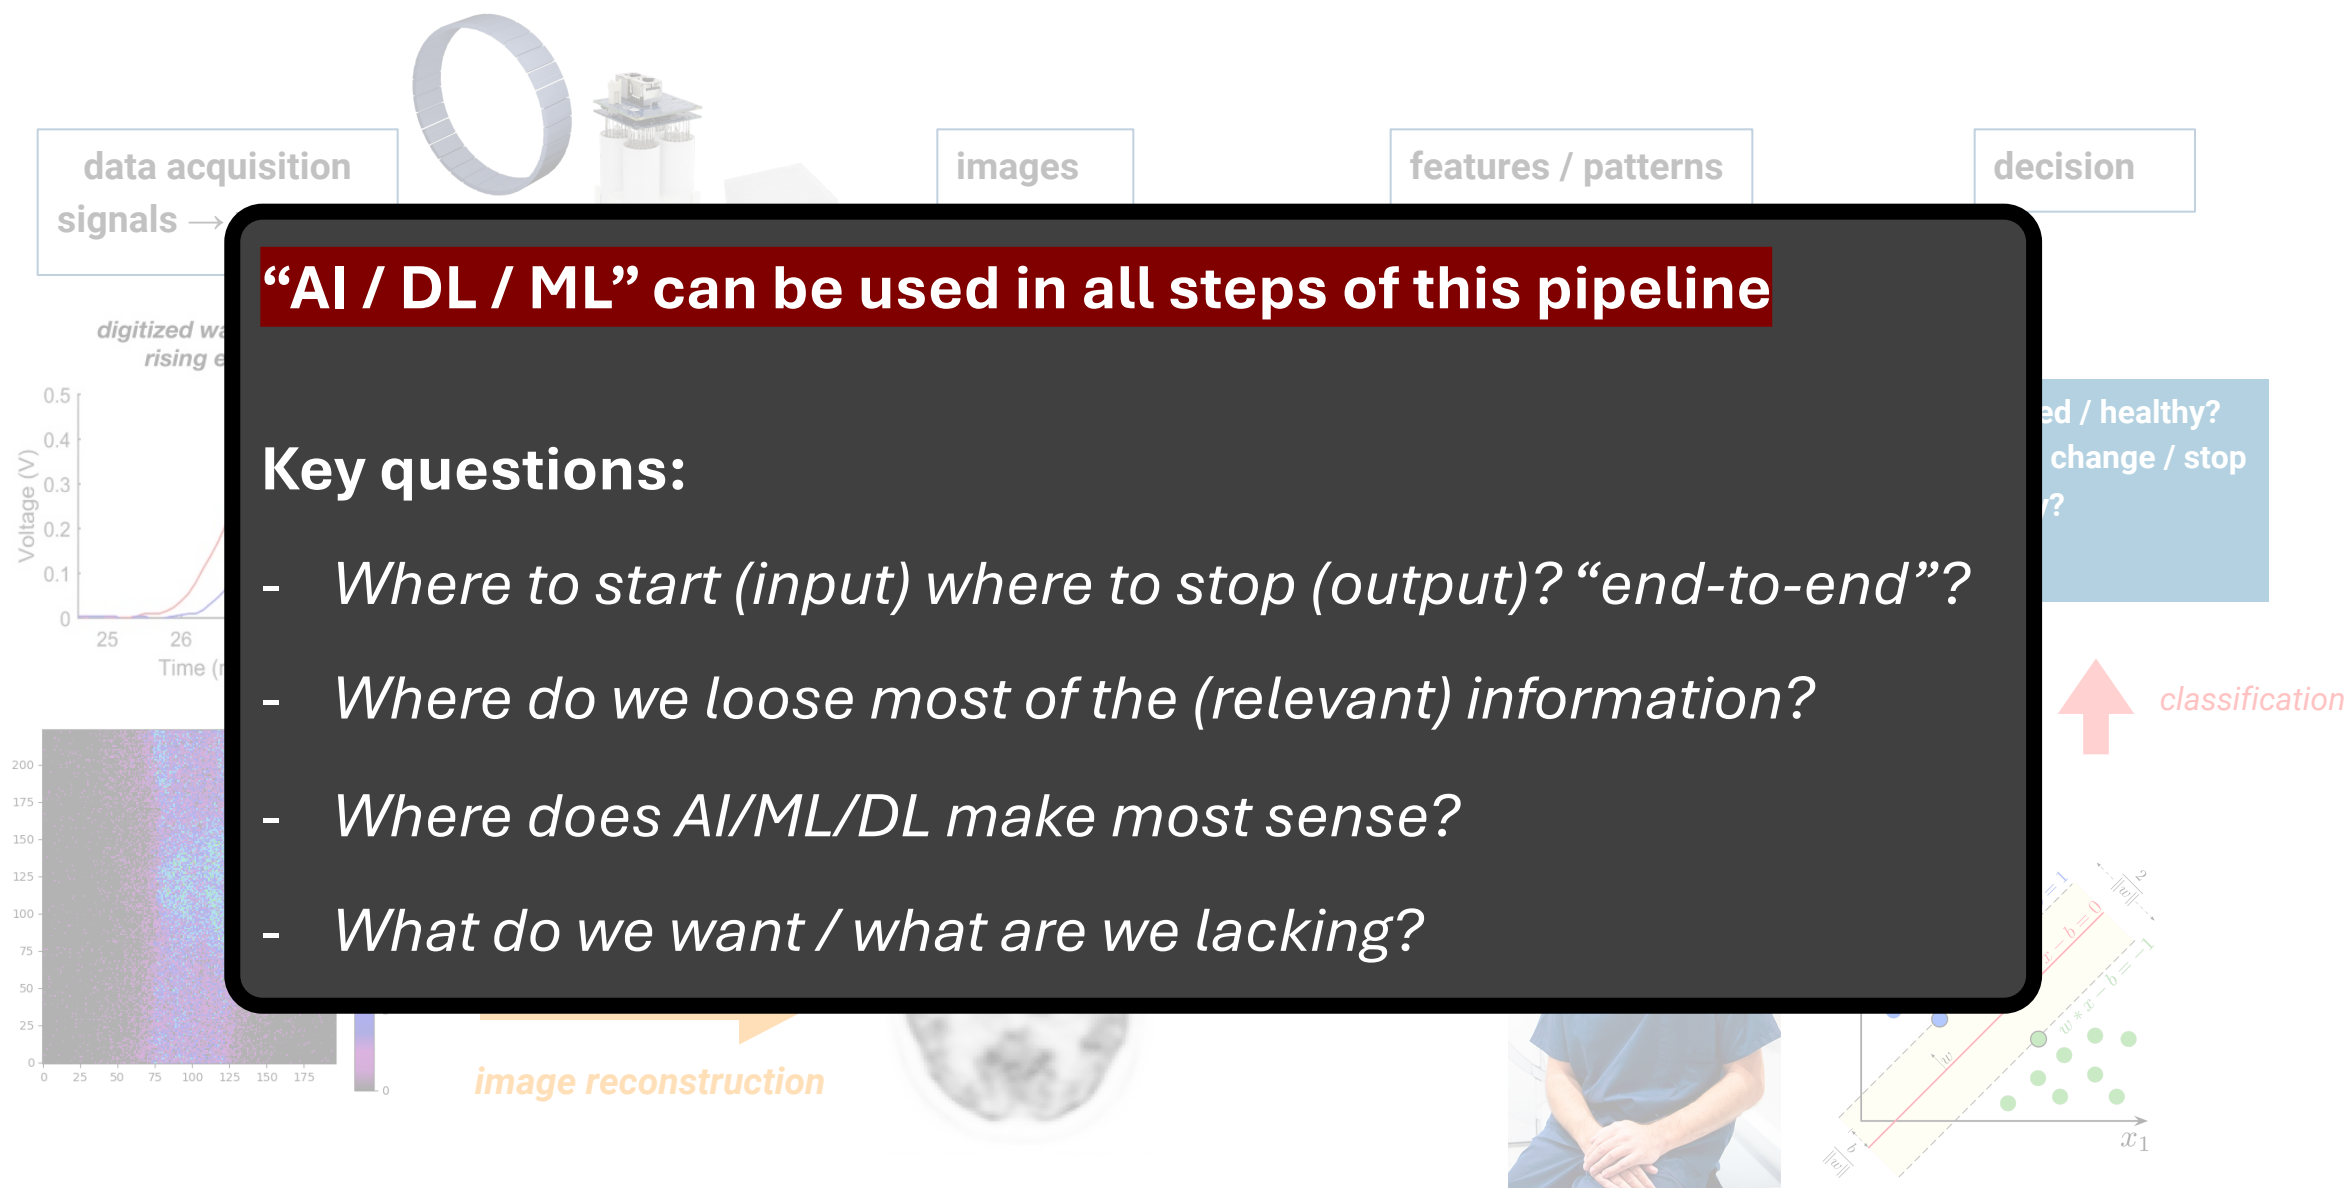 data acquisition
signals →
images
features / patterns
decision
“AI / DL / ML” can be used in all steps of this pipeline
Key questions:
- Where to start (input) where to stop (output)? “end-to-end”?
- Where do we loose most of the (relevant) information?
- Where does AI/ML/DL make most sense?
- What do we want / what are we lacking?
digitized
rising
0.5
0.4
0.3
0.2
0.1
0
Voltage (V)
25 26
Time
/ healthy?
change / stop
classification
200
175
150
125
100
75
50
25
0
0 25 50 75 100 125 150 175
0
image reconstruction
2
||w||
= 1
x − b = 0
w * x − b = −1
w
b
||w||
x1